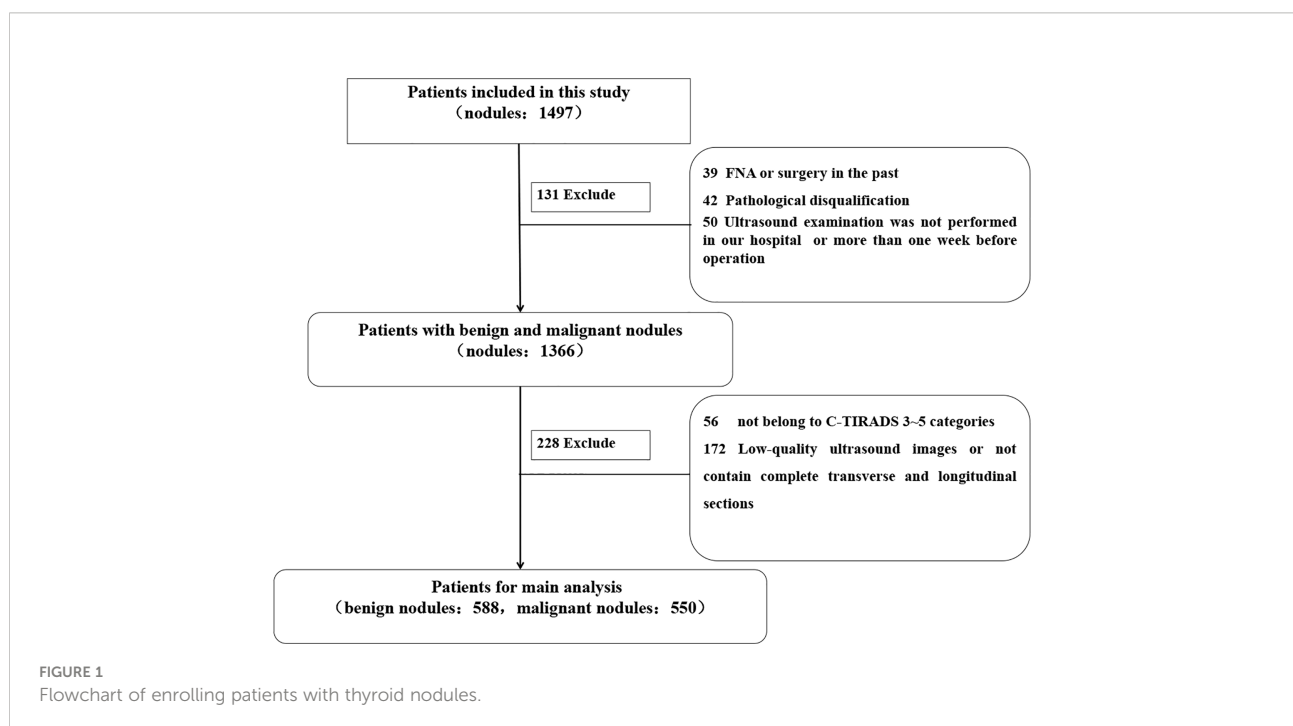 Patients included in this study
（nodules：1497）
131 Exclude
39 FNA or surgery in the past
42 Pathological disqualification
50 Ultrasound examination was not performed
in our hospital or more than one week before
operation
Patients with benign and malignant nodules
（nodules：1366）
228 Exclude
56 not belong to C-TIRADS 3~5 categories
172 Low-quality ultrasound images or not
contain complete transverse and longitudinal
sections
Patients for main analysis
（benign nodules：588，malignant nodules：550）
FIGURE 1
Flowchart of enrolling patients with thyroid nodules.